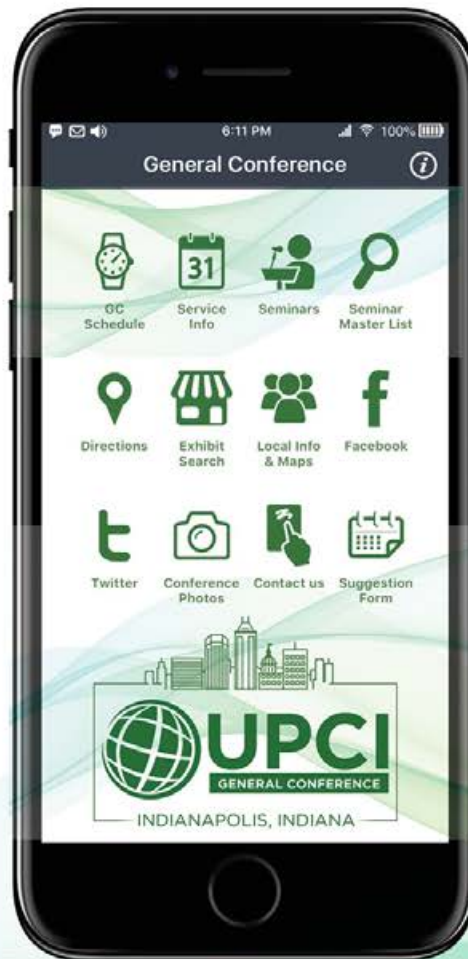 6:11 PM
100%
General Conference
i
31
GC
Schedule
Service
Info
Seminars
Seminar
Master List
Directions
Exhibit
Search
Local Info
& Maps
f
Facebook
t
Twitter
Conference
Photos
Contact us
Suggestion
Form
UPCI
GENERAL CONFERENCE
INDIANAPOLIS, INDIANA